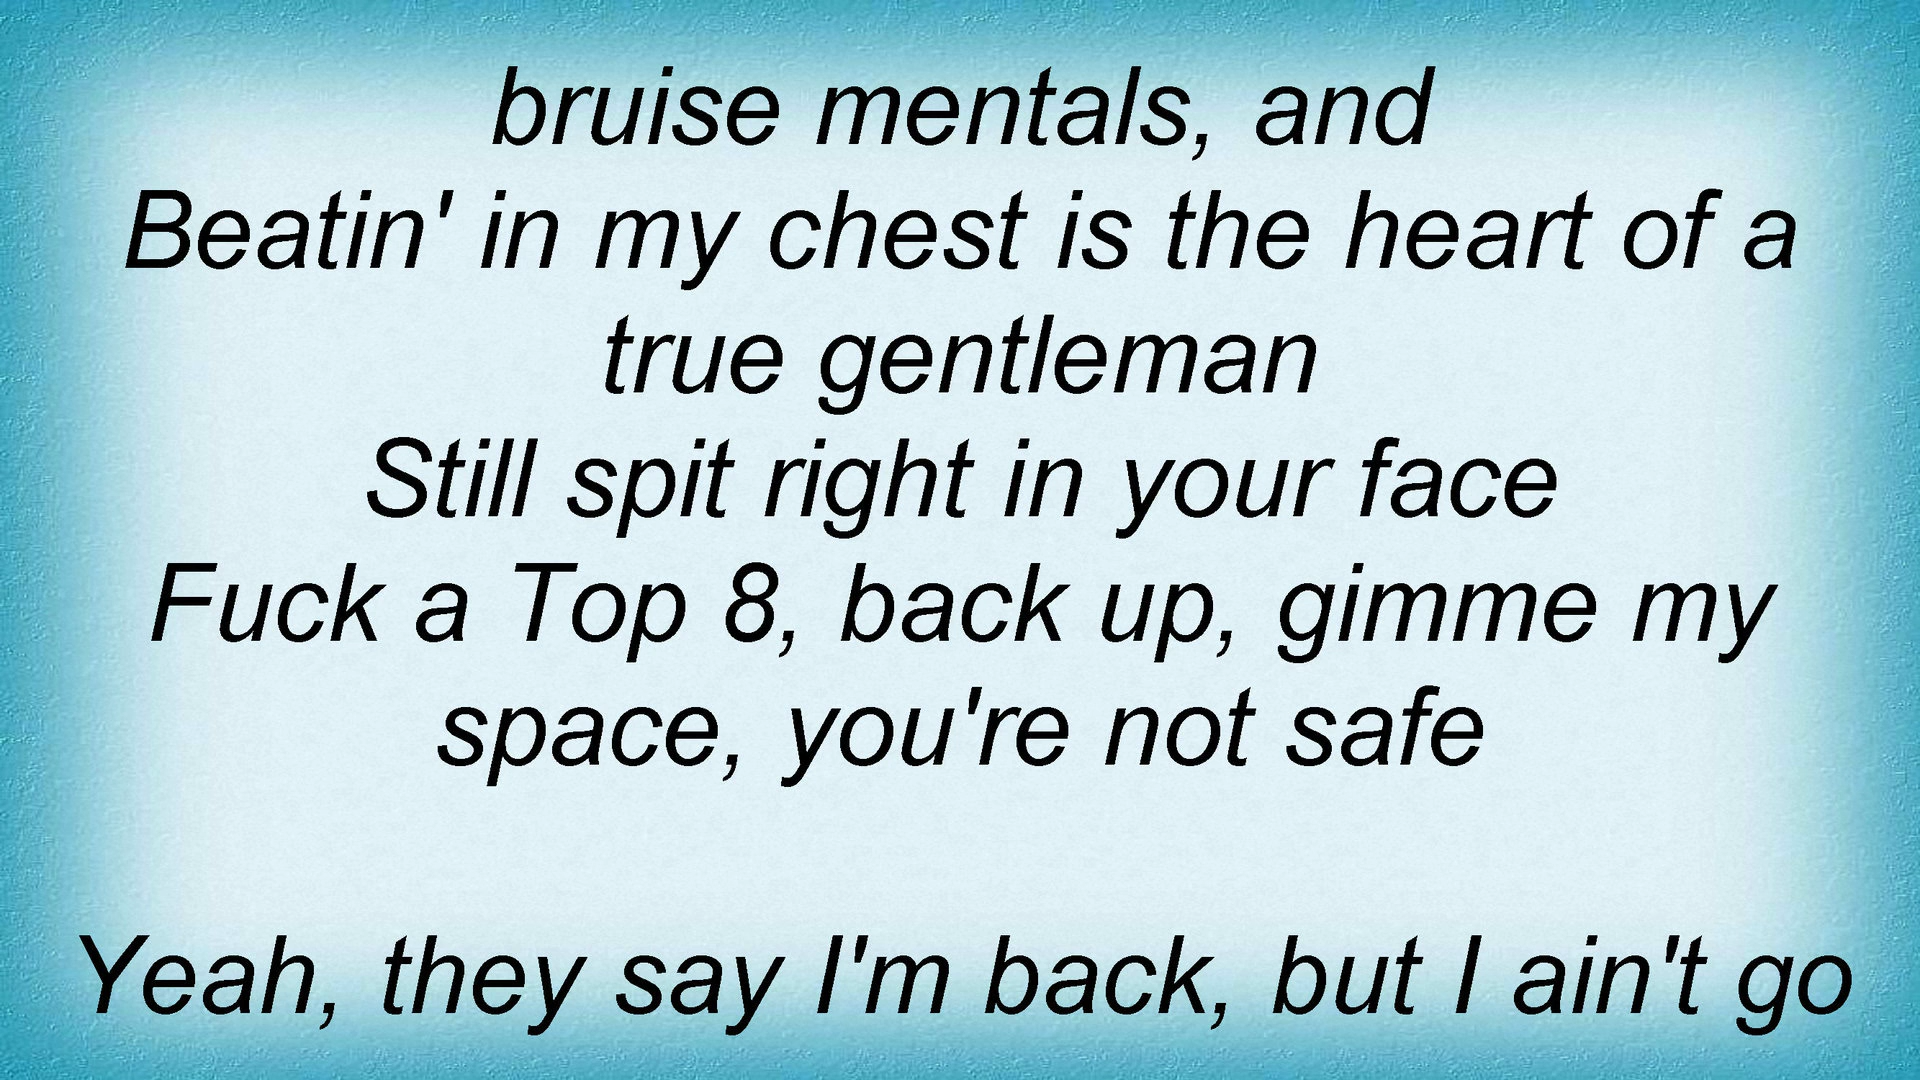 bruise mentals, and
Beatin' in my chest is the heart of a
true gentleman
Still spit right in your face
Fuck a Top 8, back up, gimme my
space, you're not safe
Yeah, they say I'm back, but I ain't go